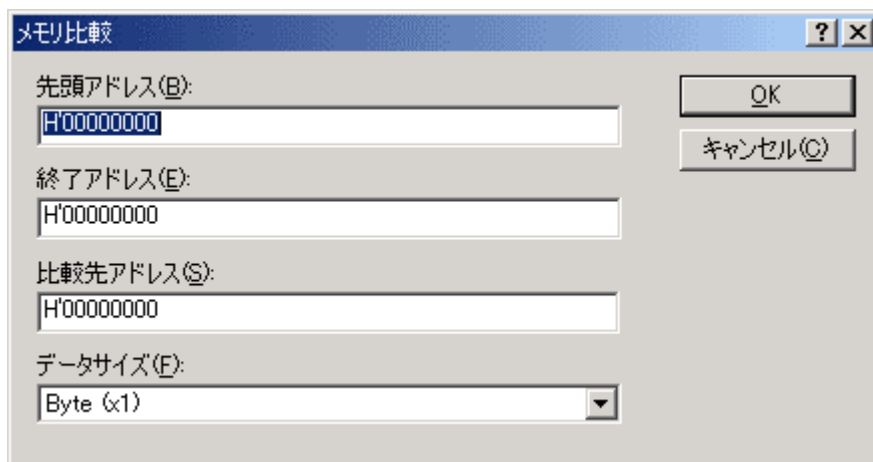 メモリ比較
先頭アドレス(B):
H'00000000
終了アドレス(E):
H'00000000
比較先アドレス(S):
H'00000000
データサイズ(F):
Byte (x1)
OK
キャンセル(C)